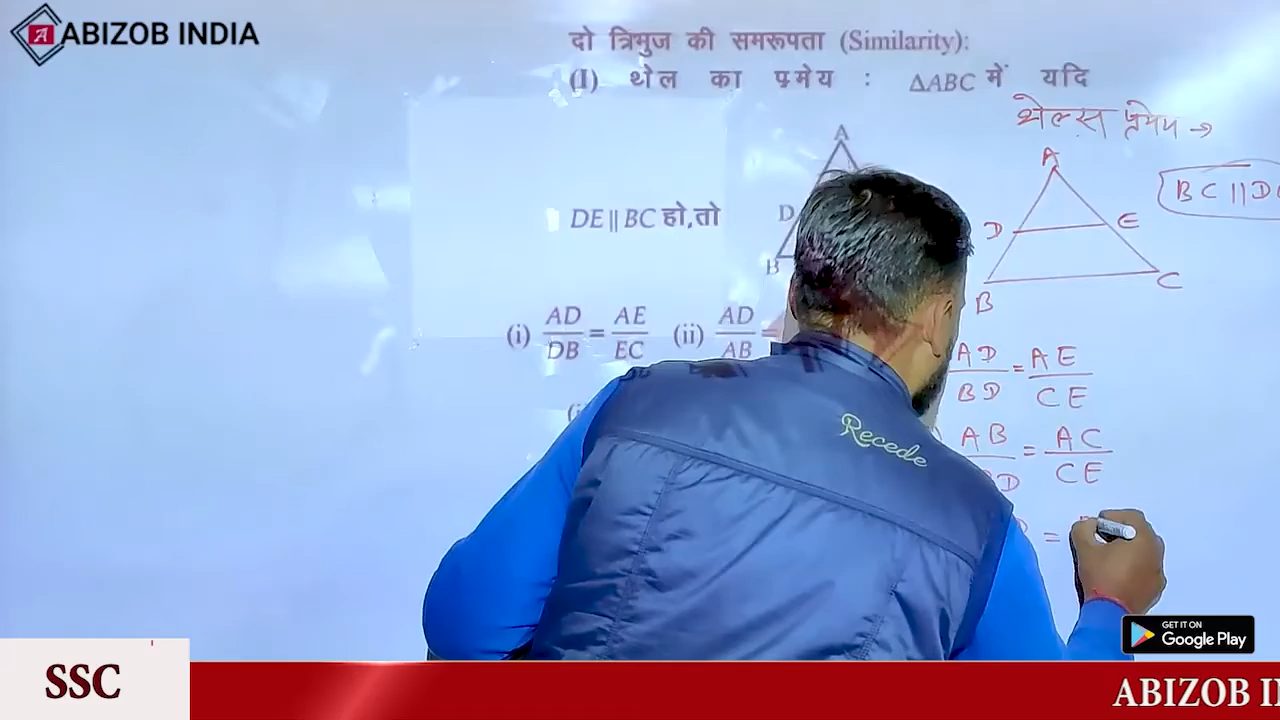 ABIZOB INDIA
दो त्रिभुज की समरूपता (Similarity):
(I) थेल का प्रमेय : ΔABC में यदि
थेल्स प्रमेय →
A
D
B
DE || BC हो,तो
A
D E
B C
BC || D
(i) AD/DB = AE/EC (ii) AD/AB =
AD/BD = AE/CE
AB/BD = AC/CE
=
Recede
GET IT ON
Google Play
SSC
ABIZOB